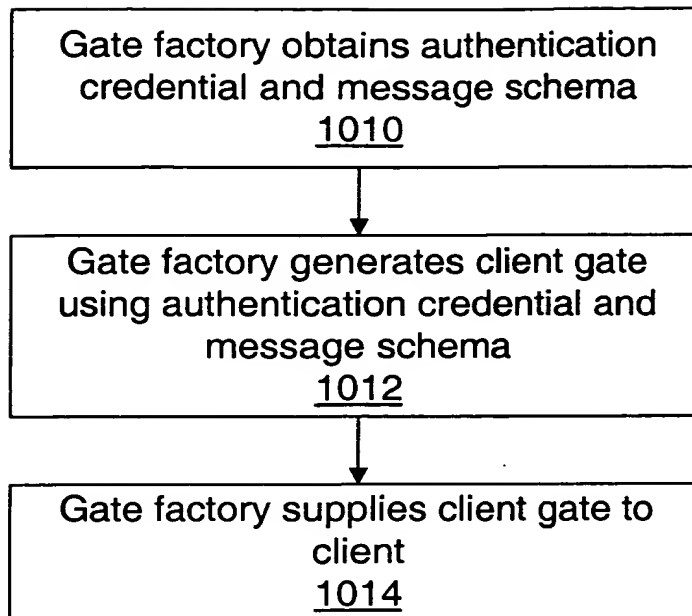 Gate factory obtains authentication
credential and message schema
1010
Gate factory generates client gate
using authentication credential and
message schema
1012
Gate factory supplies client gate to
client
1014